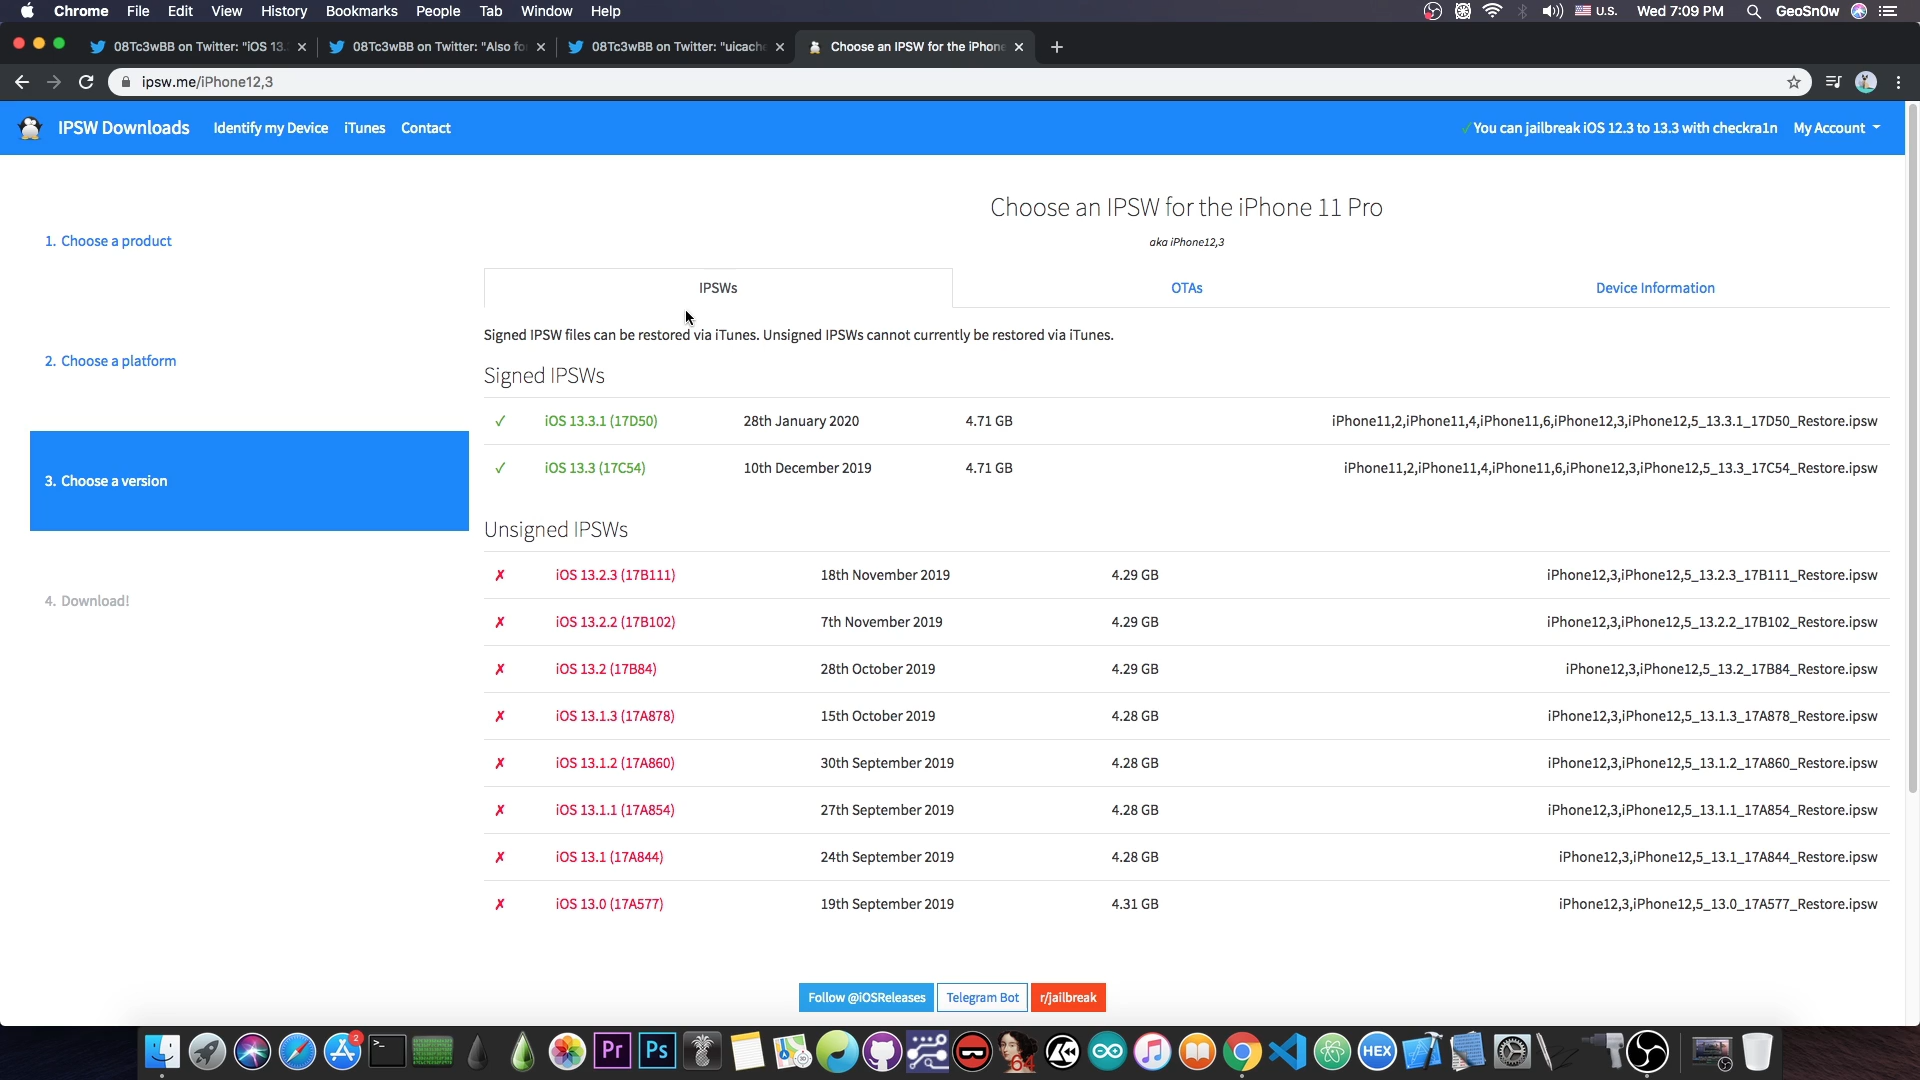 Chrome File Edit View History Bookmarks People Tab Window Help U.S. Wed 7:09 PM GeoSn0w
08Tc3wBB on Twitter: "iOS 13. 08Tc3wBB on Twitter: "Also fo 08Tc3wBB on Twitter: "uicache Choose an IPSW for the iPhone
ipsw.me/iPhone12,3
IPSW Downloads Identify my Device iTunes Contact ✓You can jailbreak iOS 12.3 to 13.3 with checkra1n My Account
Choose an IPSW for the iPhone 11 Pro
aka iPhone12,3
1. Choose a product
2. Choose a platform
3. Choose a version
4. Download!
IPSWs OTAs Device Information
Signed IPSW files can be restored via iTunes. Unsigned IPSWs cannot currently be restored via iTunes.
Signed IPSWs
✓ iOS 13.3.1 (17D50) 28th January 2020 4.71 GB iPhone11,2,iPhone11,4,iPhone11,6,iPhone12,3,iPhone12,5_13.3.1_17D50_Restore.ipsw
✓ iOS 13.3 (17C54) 10th December 2019 4.71 GB iPhone11,2,iPhone11,4,iPhone11,6,iPhone12,3,iPhone12,5_13.3_17C54_Restore.ipsw
Unsigned IPSWs
✗ iOS 13.2.3 (17B111) 18th November 2019 4.29 GB iPhone12,3,iPhone12,5_13.2.3_17B111_Restore.ipsw
✗ iOS 13.2.2 (17B102) 7th November 2019 4.29 GB iPhone12,3,iPhone12,5_13.2.2_17B102_Restore.ipsw
✗ iOS 13.2 (17B84) 28th October 2019 4.29 GB iPhone12,3,iPhone12,5_13.2_17B84_Restore.ipsw
✗ iOS 13.1.3 (17A878) 15th October 2019 4.28 GB iPhone12,3,iPhone12,5_13.1.3_17A878_Restore.ipsw
✗ iOS 13.1.2 (17A860) 30th September 2019 4.28 GB iPhone12,3,iPhone12,5_13.1.2_17A860_Restore.ipsw
✗ iOS 13.1.1 (17A854) 27th September 2019 4.28 GB iPhone12,3,iPhone12,5_13.1.1_17A854_Restore.ipsw
✗ iOS 13.1 (17A844) 24th September 2019 4.28 GB iPhone12,3,iPhone12,5_13.1_17A844_Restore.ipsw
✗ iOS 13.0 (17A577) 19th September 2019 4.31 GB iPhone12,3,iPhone12,5_13.0_17A577_Restore.ipsw
Follow @iOSReleases Telegram Bot r/jailbreak
2 Pr Ps 64 HEX